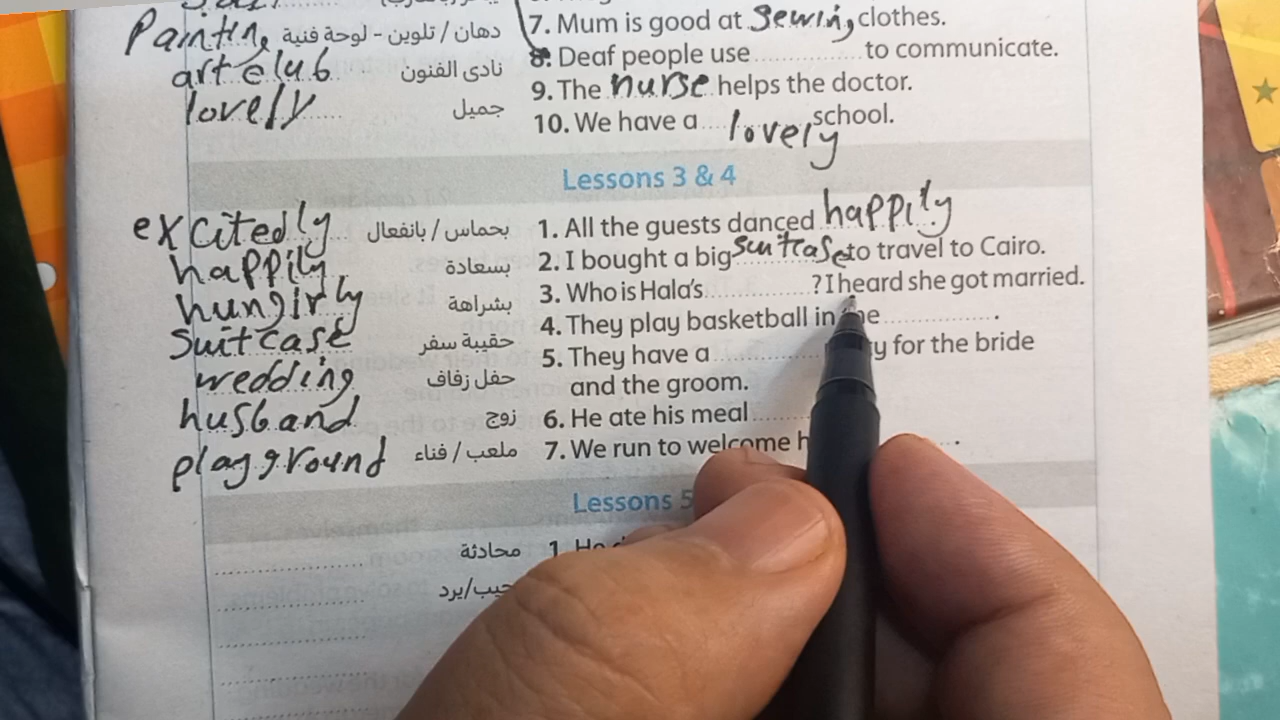 Painting دهان / تلوين - لوحة فنية
art club نادى الفنون
lovely جميل
7. Mum is good at sewing clothes.
8. Deaf people use ............ to communicate.
9. The nurse helps the doctor.
10. We have a lovely school.
Lessons 3 & 4
excitedly بحماس / بانفعال
happily بسعادة
hungirly بشراهة
Suitcase حقيبة سفر
wedding حفل زفاف
husband زوج
playground ملعب / فناء
1. All the guests danced happily
2. I bought a big suitcase to travel to Cairo.
3. Who is Hala's ............ ? I heard she got married.
4. They play basketball in ............ .
5. They have a ............ for the bride
and the groom.
6. He ate his meal ......
7. We run to welcome
Lessons 5
محادثة
يجيب/يرد
1.